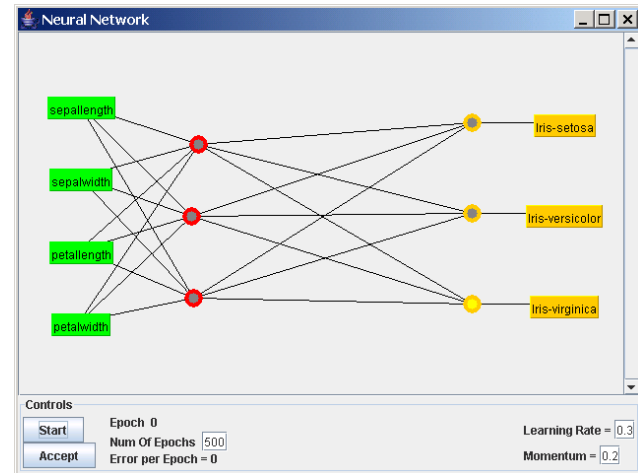 Neural Network
sepallength
Iris-setosa
sepalwidth
Iris-versicolor
petallength
Iris-virginica
petalwidth
Controls
Start
Epoch 0
Num Of Epochs 500
Learning Rate = 0.3
Accept
Error per Epoch = 0
Momentum = 0.2